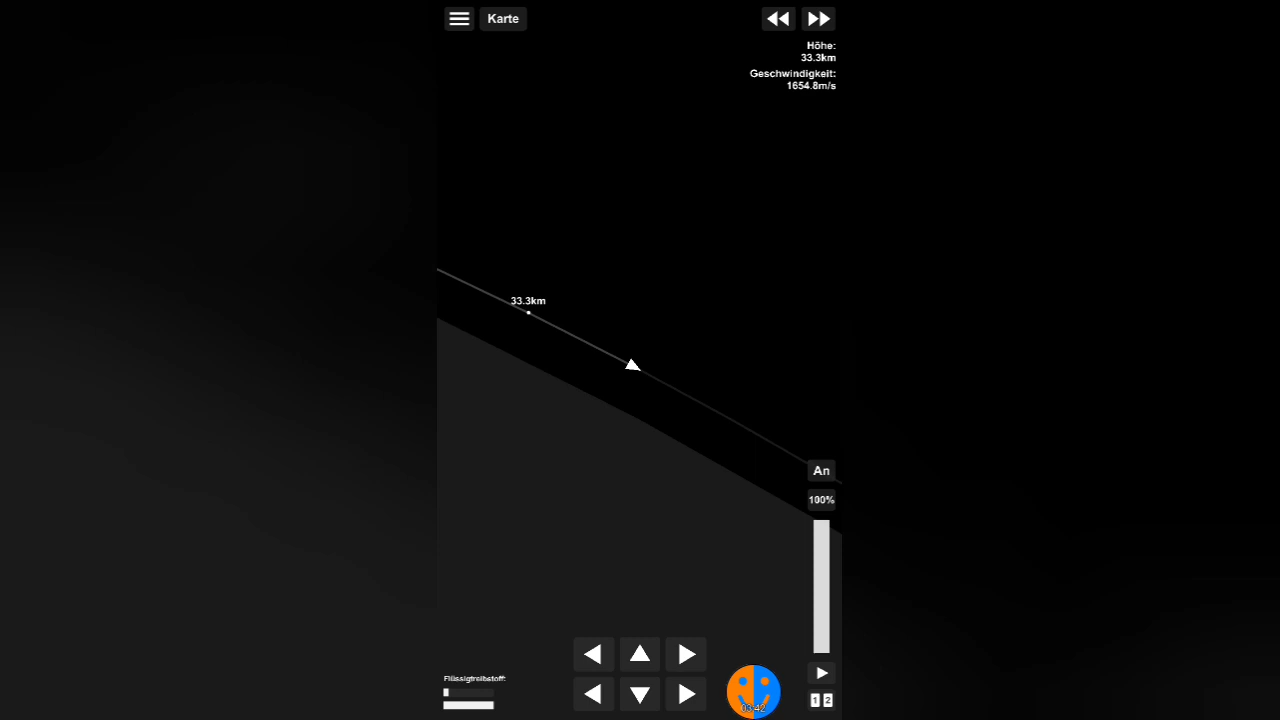 Karte
Höhe:
33.3km
Geschwindigkeit:
1654.8m/s
33.3km
An
100%
Flüssigtreibstoff:
00:42
1 2